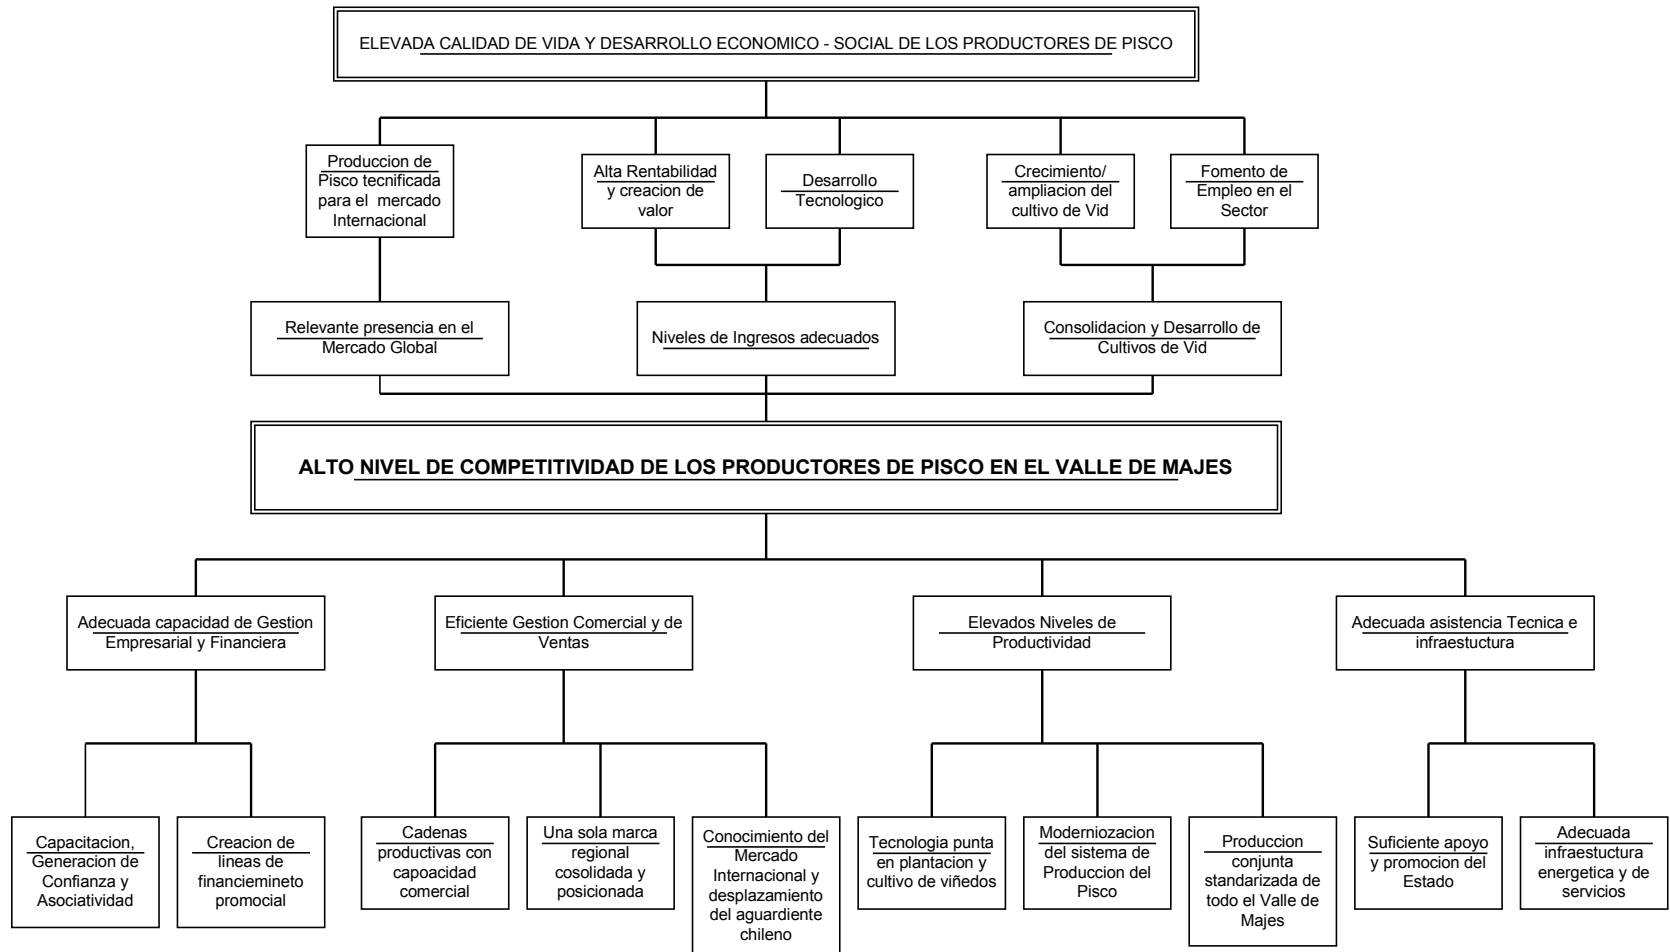 ELEVADA CALIDAD DE VIDA Y DESARROLLO ECONOMICO - SOCIAL DE LOS PRODUCTORES DE PISCO
Produccion de
Pisco tecnificada
para el mercado
Internacional
Alta Rentabilidad
y creacion de
valor
Desarrollo
Tecnologico
Crecimiento/
ampliacion del
cultivo de Vid
Fomento de
Empleo en el
Sector
Relevante presencia en el
Mercado Global
Niveles de Ingresos adecuados
Consolidacion y Desarrollo de
Cultivos de Vid
ALTO NIVEL DE COMPETITIVIDAD DE LOS PRODUCTORES DE PISCO EN EL VALLE DE MAJES
Adecuada capacidad de Gestion
Empresarial y Financiera
Eficiente Gestion Comercial y de
Ventas
Elevados Niveles de
Productividad
Adecuada asistencia Tecnica e
infraestuctura
Capacitacion,
Generacion de
Confianza y
Asociatividad
Creacion de
lineas de
financiemineto
promocial
Cadenas
productivas con
capoacidad
comercial
Una sola marca
regional
cosolidada y
posicionada
Conocimiento del
Mercado
Internacional y
desplazamiento
del aguardiente
chileno
Tecnologia punta
en plantacion y
cultivo de viñedos
Moderniozacion
del sistema de
Produccion del
Pisco
Produccion
conjunta
standarizada de
todo el Valle de
Majes
Suficiente apoyo
y promocion del
Estado
Adecuada
infraestuctura
energetica y de
servicios